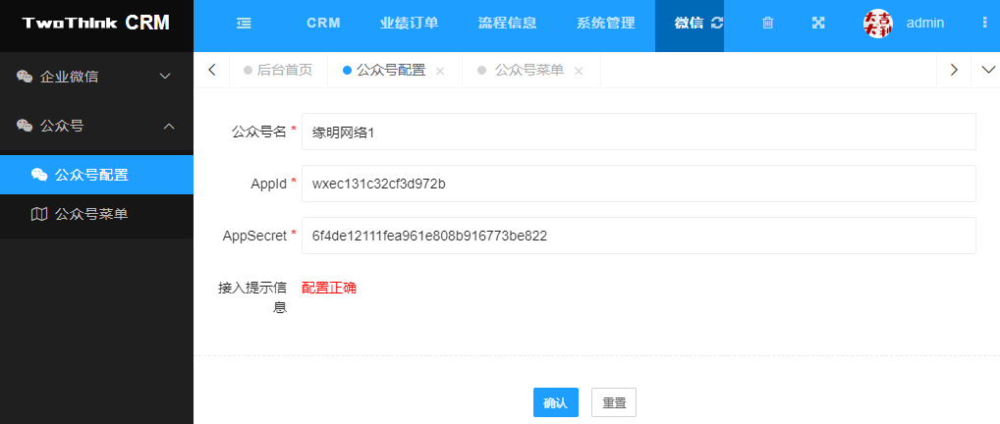 TwoThink CRM
CRM 业绩订单 流程信息 系统管理 微信 admin
企业微信
公众号
公众号配置
公众号菜单
后台首页 公众号配置 公众号菜单
公众号名 * 缘明网络1
AppId * wxec131c32cf3d972b
AppSecret * 6f4de12111fea961e808b916773be822
接入提示信 配置正确
息
确认 重置
大吉
大利